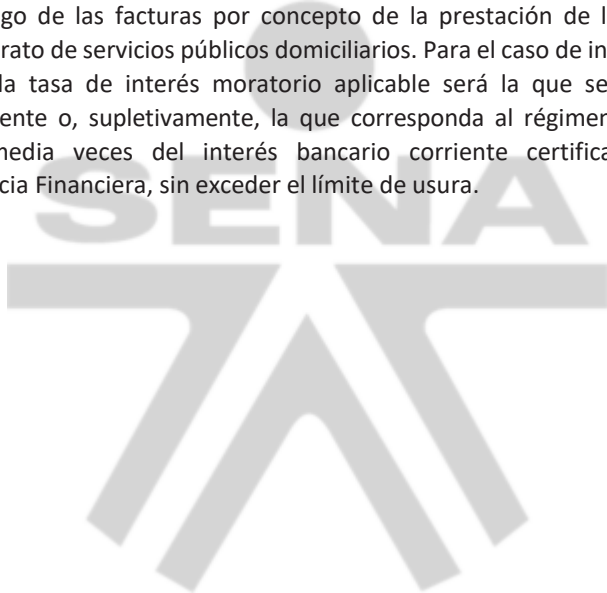 go de las facturas por concepto de la prestación de l
rato de servicios públicos domiciliarios. Para el caso de in
la tasa de interés moratorio aplicable será la que se
ente o, supletivamente, la que corresponda al régimen
media veces del interés bancario corriente certifica
cia Financiera, sin exceder el límite de usura.
SENA